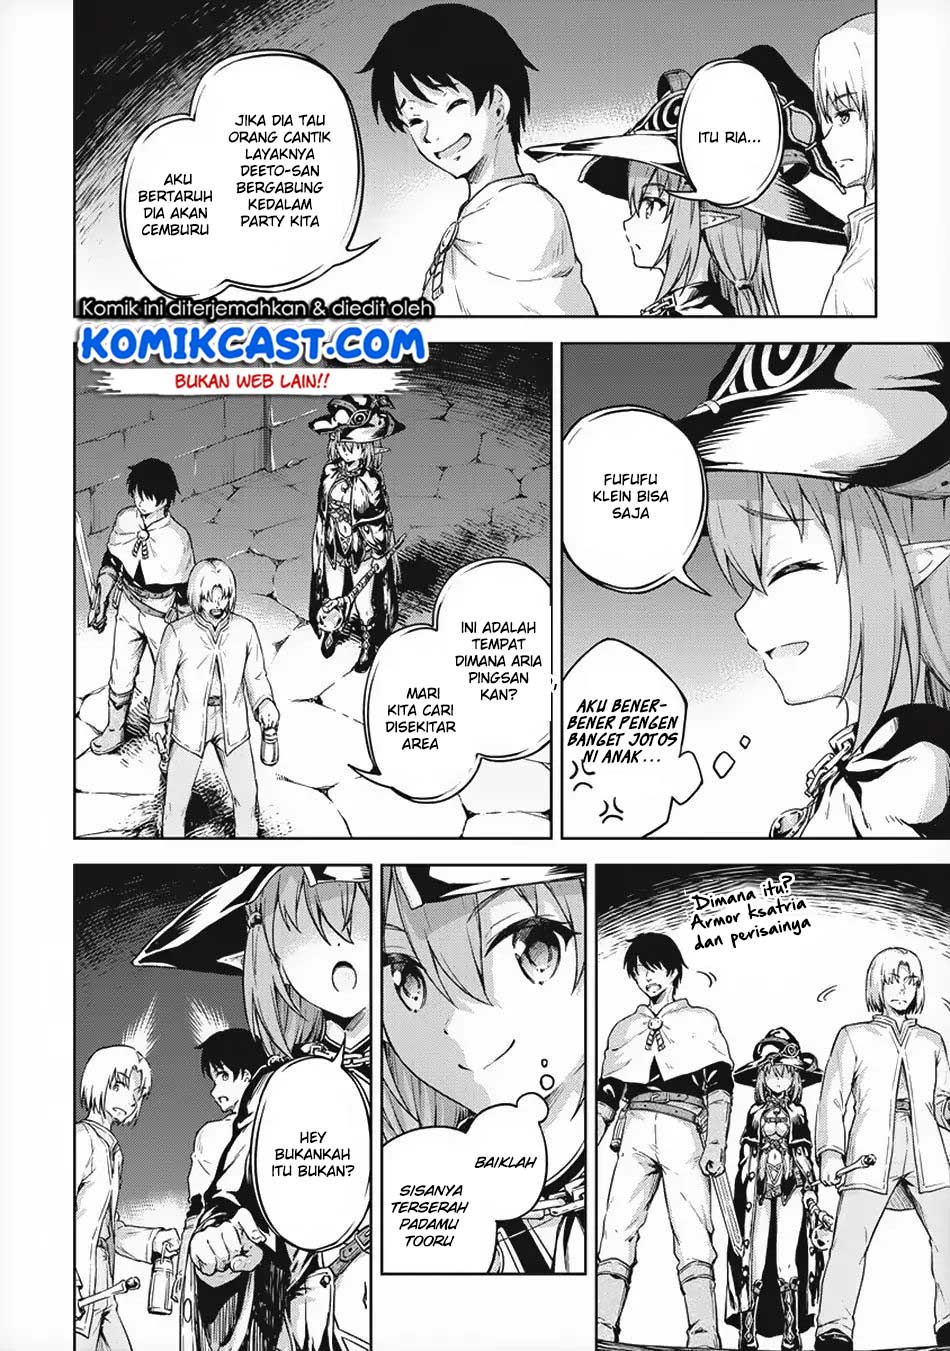 ITU RIA...
JIKA DIA TAU
ORANG CANTIK
LAYAKNYA
DEETO-SAN
BERGABUNG
KEDALAM
PARTY KITA
AKU
BERTARUH
DIA AKAN
CEMBURU
Komik ini diterjemahkan & diedit oleh
KOMIKCAST.COM
BUKAN WEB LAIN!!
FUFUFU
KLEIN BISA
SAJA
AKU BENER-
BENER PENGEN
BANGET JOTOS
NI ANAK...
INI ADALAH
TEMPAT
DIMANA ARIA
PINGSAN
KAN?
MARI
KITA CARI
DISEKITAR
AREA
Dimana itu?
Armor ksatria
dan perisainya
BAIKLAH
SISANYA
TERSERAH
PADAMU
TOORU
HEY
BUKANKAH
ITU BUKAN?